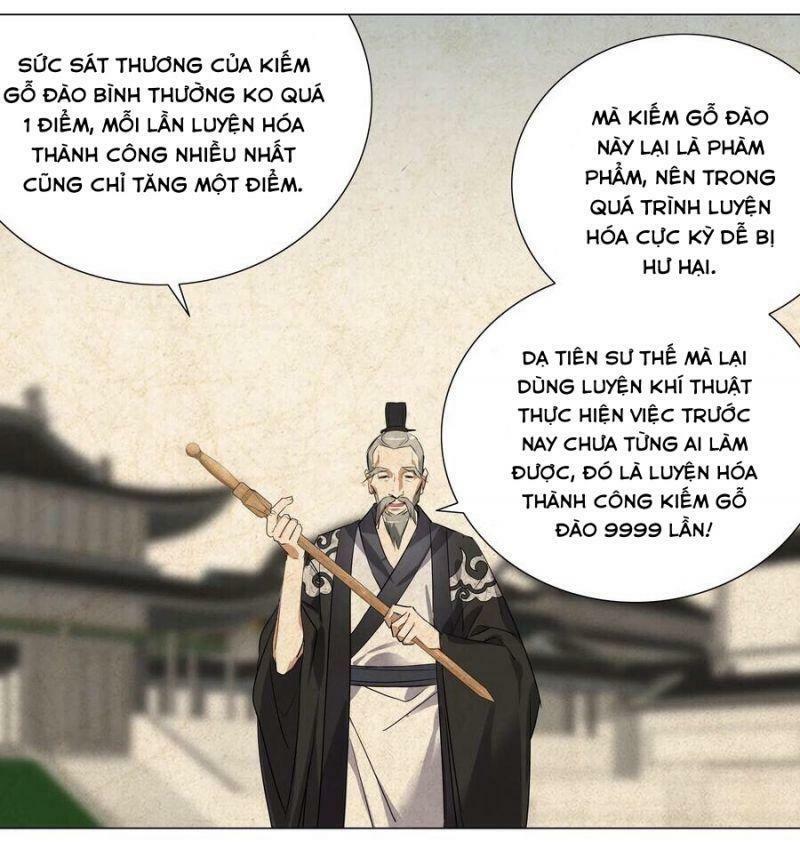 SỨC SÁT THƯƠNG CỦA KIẾM
GỖ ĐÀO BÌNH THƯỜNG KO QUÁ
1 ĐIỂM, MỖI LẦN LUYỆN HÓA
THÀNH CÔNG NHIỀU NHẤT
CŨNG CHỈ TĂNG MỘT ĐIỂM.
MÀ KIẾM GỖ ĐÀO
NÀY LẠI LÀ PHÀM
PHẨM, NÊN TRONG
QUÁ TRÌNH LUYỆN
HÓA CỰC KỲ DỄ BỊ
HƯ HẠI.
DẠ TIÊN SƯ THẾ MÀ LẠI
DÙNG LUYỆN KHÍ THUẬT
THỰC HIỆN VIỆC TRƯỚC
NAY CHƯA TỪNG AI LÀM
ĐƯỢC, ĐÓ LÀ LUYỆN HÓA
THÀNH CÔNG KIẾM GỖ
ĐÀO 9999 LẦN!